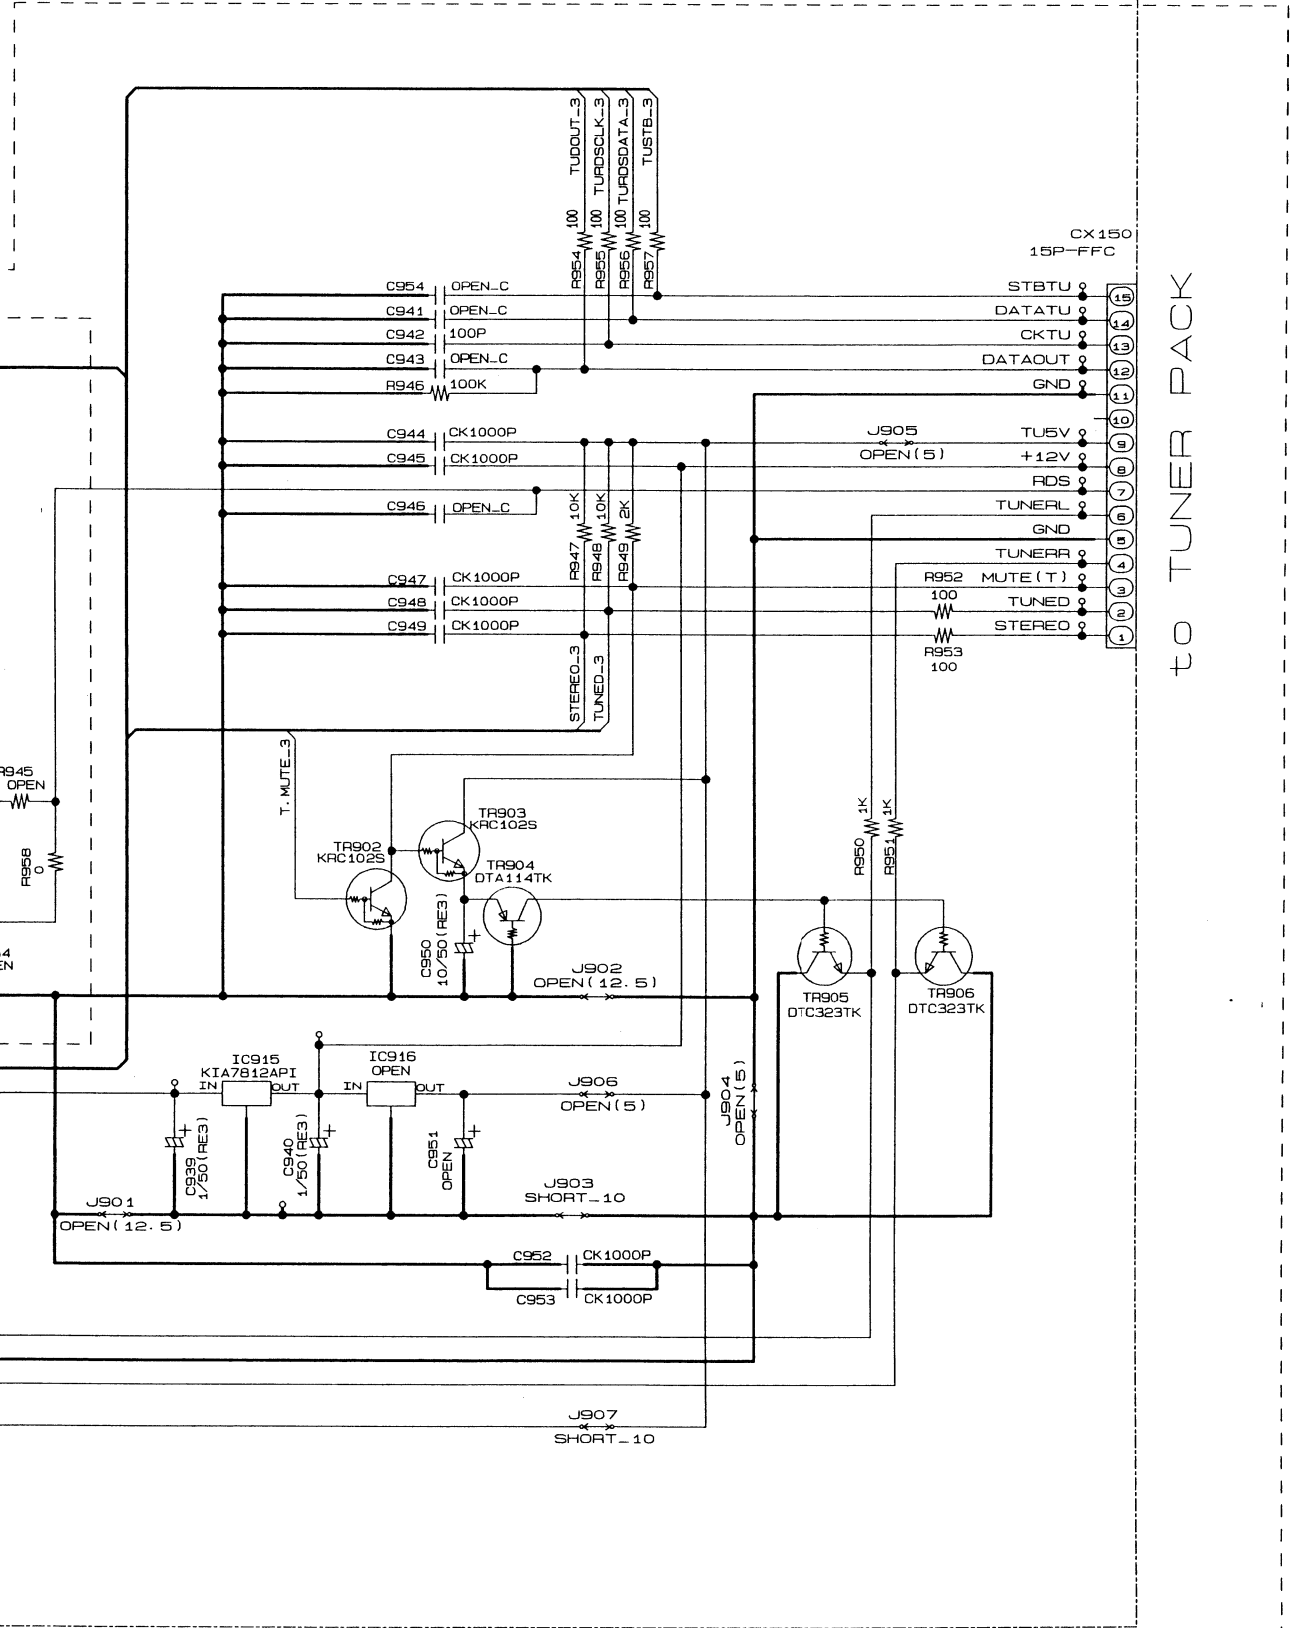 TUDOUT_3
TURDSCLK_3
TURDSDATA_3
TUSTB_3
100
100
100
100
R954
R955
R956
R957
CX150
15P-FFC
C954 OPEN_C
STBTU 15
C941 OPEN_C
DATATU 14
C942 100P
CKTU 13
C943 OPEN_C
DATAOUT 12
R946 100K
GND 11
10
C944 CK1000P
J905
OPEN(5)
TU5V 9
C945 CK1000P
+12V 8
RDS 7
C946 OPEN_C
TUNERL 6
GND 5
TUNERR 4
R947 10K
R948 10K
R949 2K
C947 CK1000P
R952
100
MUTE(T) 3
C948 CK1000P
TUNED 2
C949 CK1000P
STEREO 1
R953
100
to TUNER PACK
STEREO_3
TUNED_3
T.MUTE_3
R945
OPEN
R958
0
TR902
KRC102S
TR903
KRC102S
TR904
DTA114TK
C950
10/50(RE3)
+
R950 1K
R951 1K
TR905
DTC323TK
TR906
DTC323TK
J902
OPEN(12.5)
IC915
KIA7812API
IN OUT
IC916
OPEN
IN OUT
J906
OPEN(5)
J904
OPEN(5)
C939
1/50(RE3)
+
C940
1/50(RE3)
+
C951
OPEN
+
J901
OPEN(12.5)
J903
SHORT_10
C952 CK1000P
C953 CK1000P
J907
SHORT_10